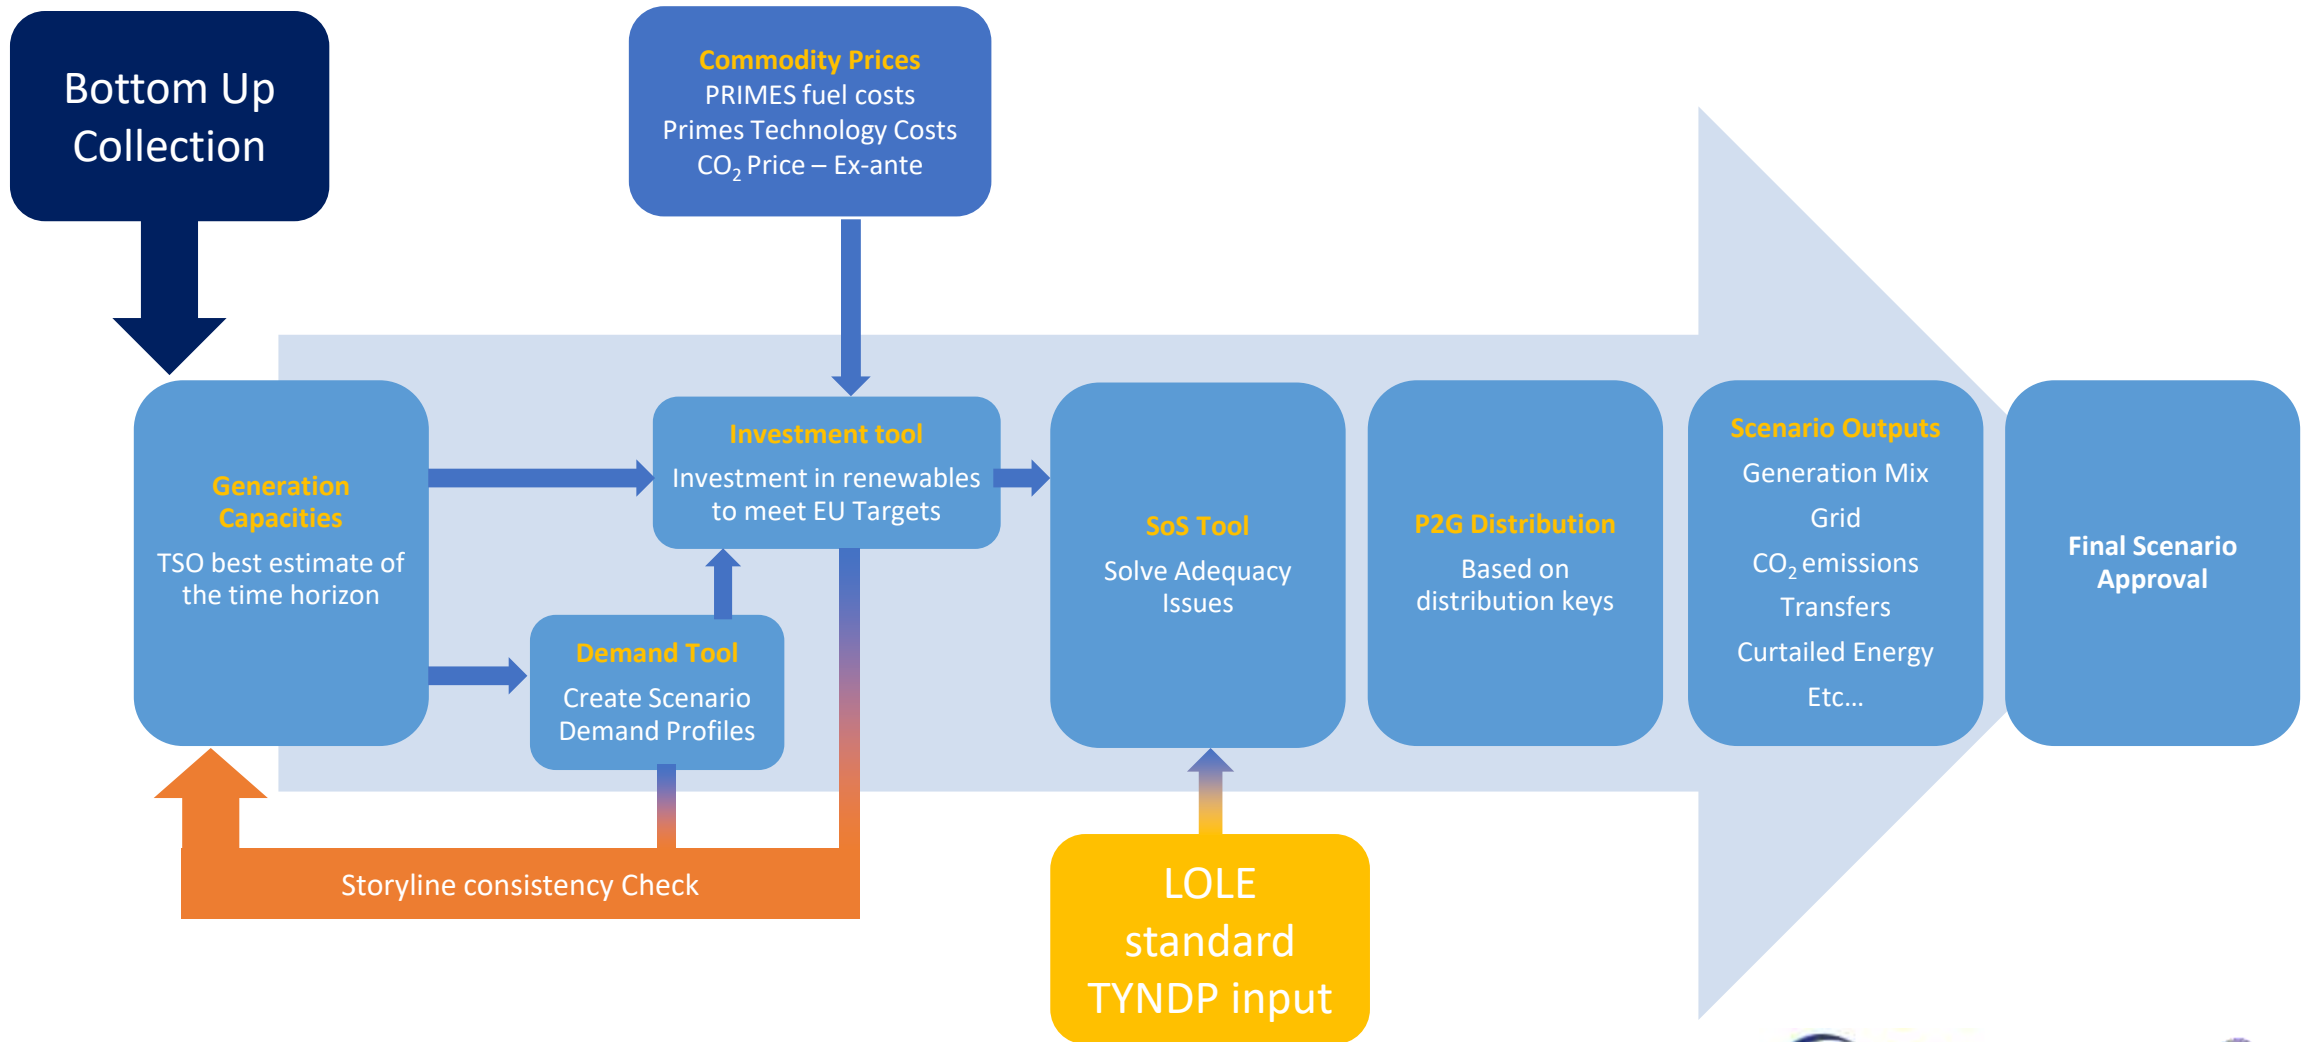 Bottom Up
Collection
Commodity Prices
PRIMES fuel costs
Primes Technology Costs
CO₂ Price – Ex-ante
Generation
Capacities
TSO best estimate of
the time horizon
Investment tool
Investment in renewables
to meet EU Targets
Demand Tool
Create Scenario
Demand Profiles
Storyline consistency Check
SoS Tool
Solve Adequacy
Issues
LOLE
standard
TYNDP input
P2G Distribution
Based on
distribution keys
Scenario Outputs
Generation Mix
Grid
CO₂ emissions
Transfers
Curtailed Energy
Etc...
Final Scenario
Approval